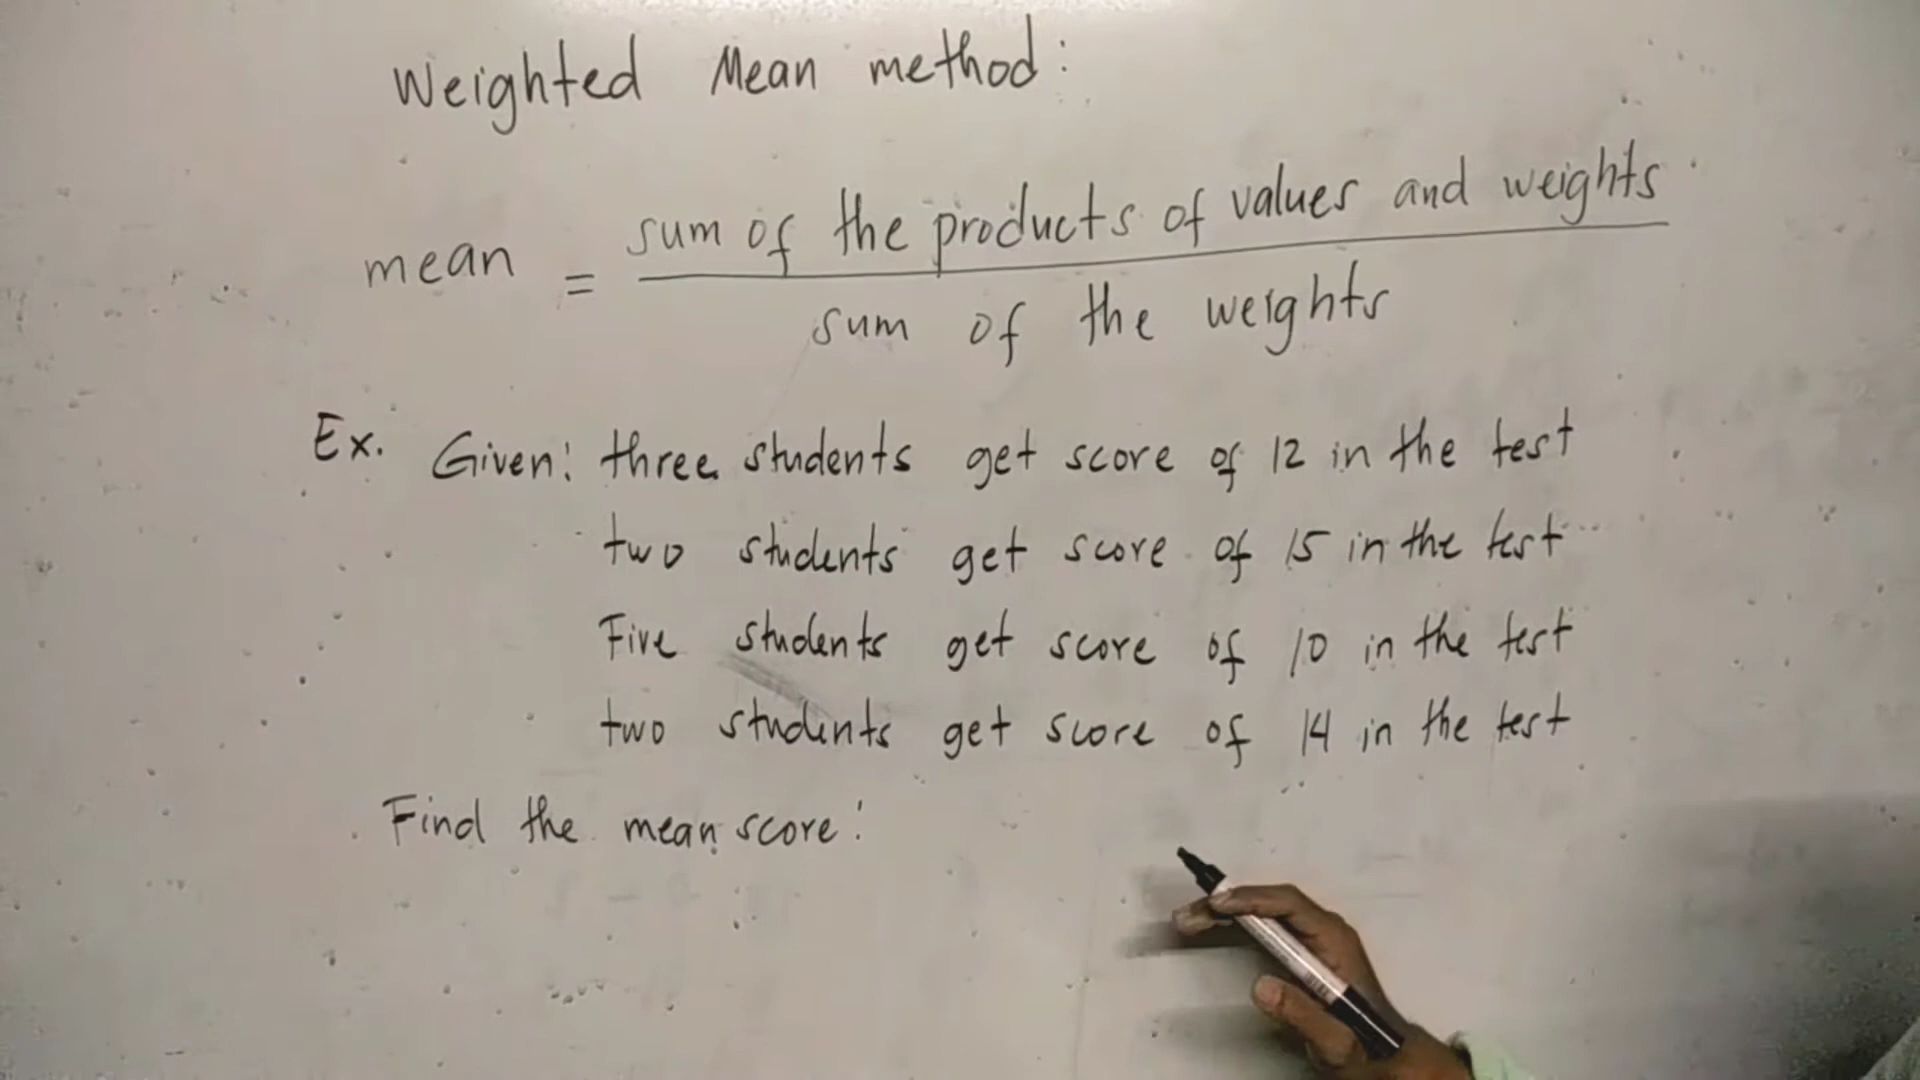 Weighted Mean method:
mean = sum of the products of values and weights
sum of the weights
Ex. Given: three students get score of 12 in the test
two students get score of 15 in the test
Five students get score of 10 in the test
two students get score of 14 in the test
Find the mean score: